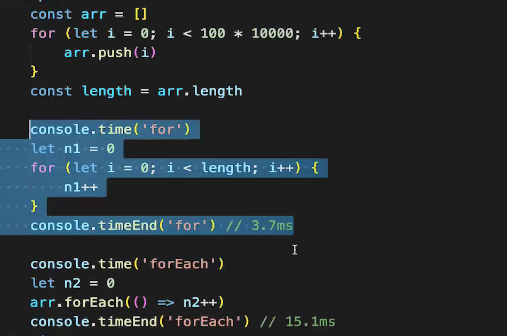 const arr = []
for (let i = 0; i < 100 * 10000; i++) {
arr.push(i)
}
const length = arr.length
console.time('for')
let n1 = 0
for (let i = 0; i < length; i++) {
n1++
}
console.timeEnd('for') // 3.7ms
console.time('forEach')
let n2 = 0
arr.forEach(() => n2++)
console.timeEnd('forEach') // 15.1ms